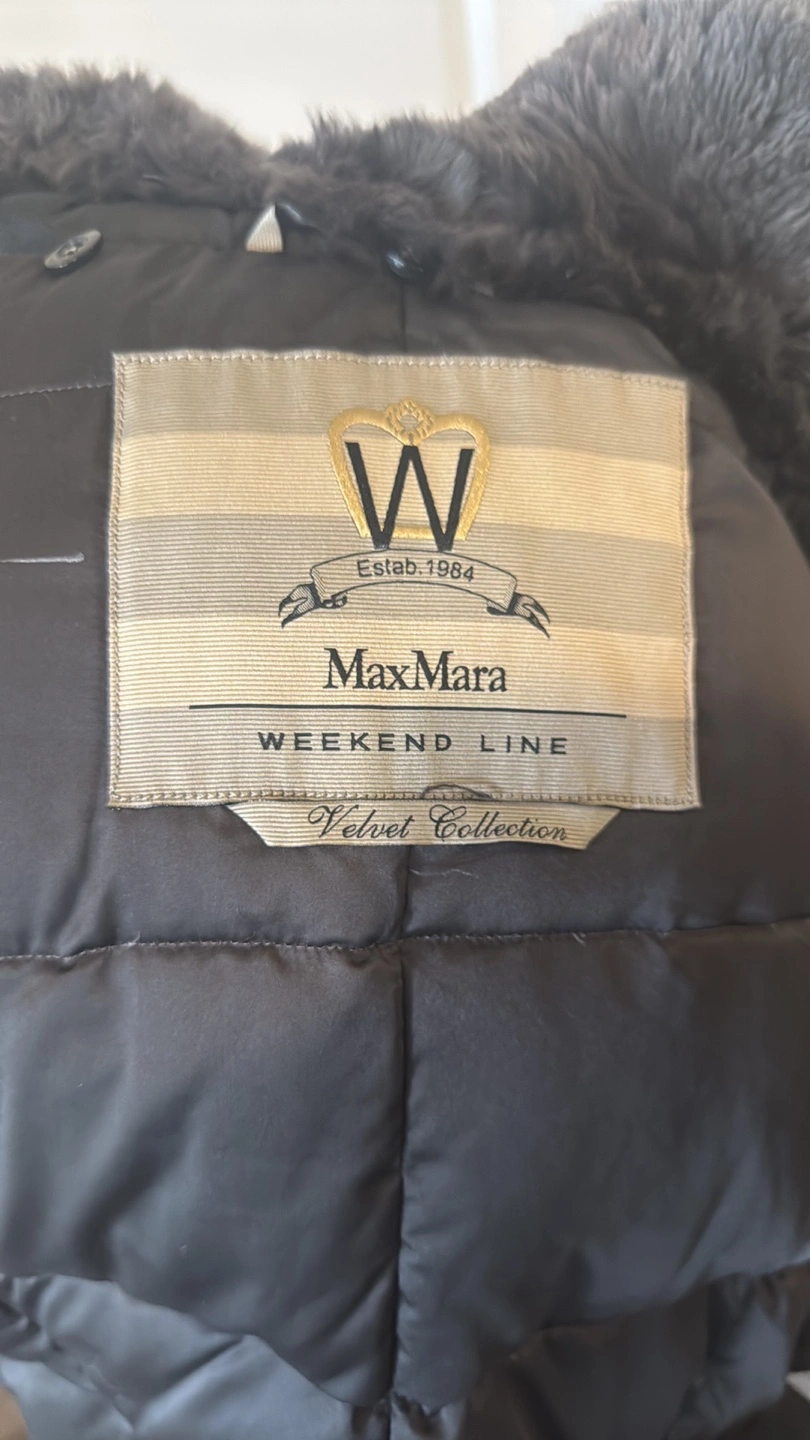 W
Estab.1984
MaxMara
WEEKEND LINE
Velvet Collection